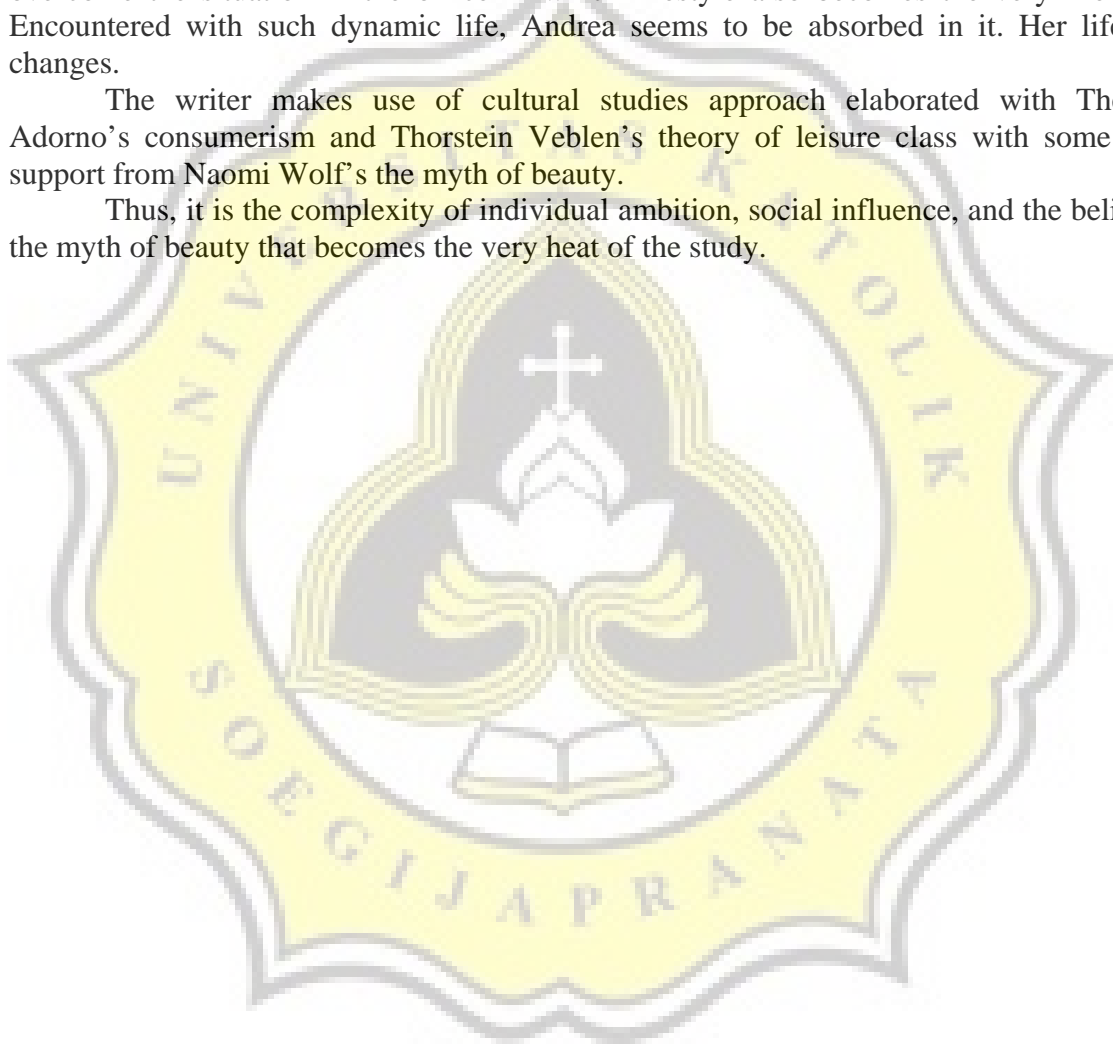 Encountered with such dynamic life, Andrea seems to be absorbed in it. Her life
changes.
The writer makes use of cultural studies approach elaborated with
Adorno’s consumerism and Thorstein Veblen’s theory of leisure class with some
support from Naomi Wolf’s the myth of beauty.
Thus, it is the complexity of individual ambition, social influence, and the
the myth of beauty that becomes the very heat of the study.
UNIVERSITAS KATOLIK
SOEGIJAPRANATA